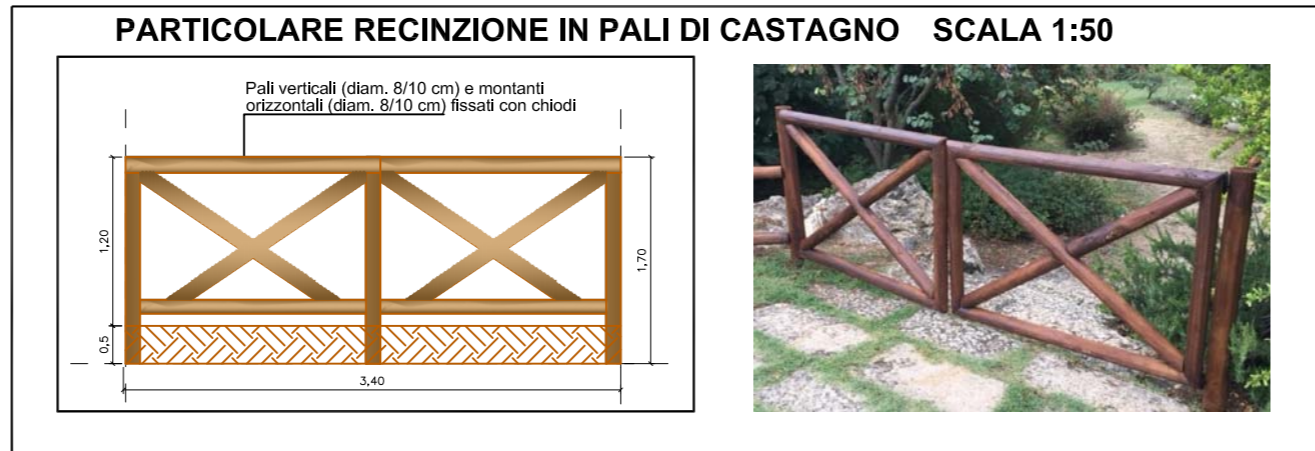 PARTICOLARE RECINZIONE IN PALI DI CASTAGNO SCALA 1:50
Pali verticali (diam. 8/10 cm) e montanti
orizzontali (diam. 8/10 cm) fissati con chiodi
1,20
1,70
0,5
3,40